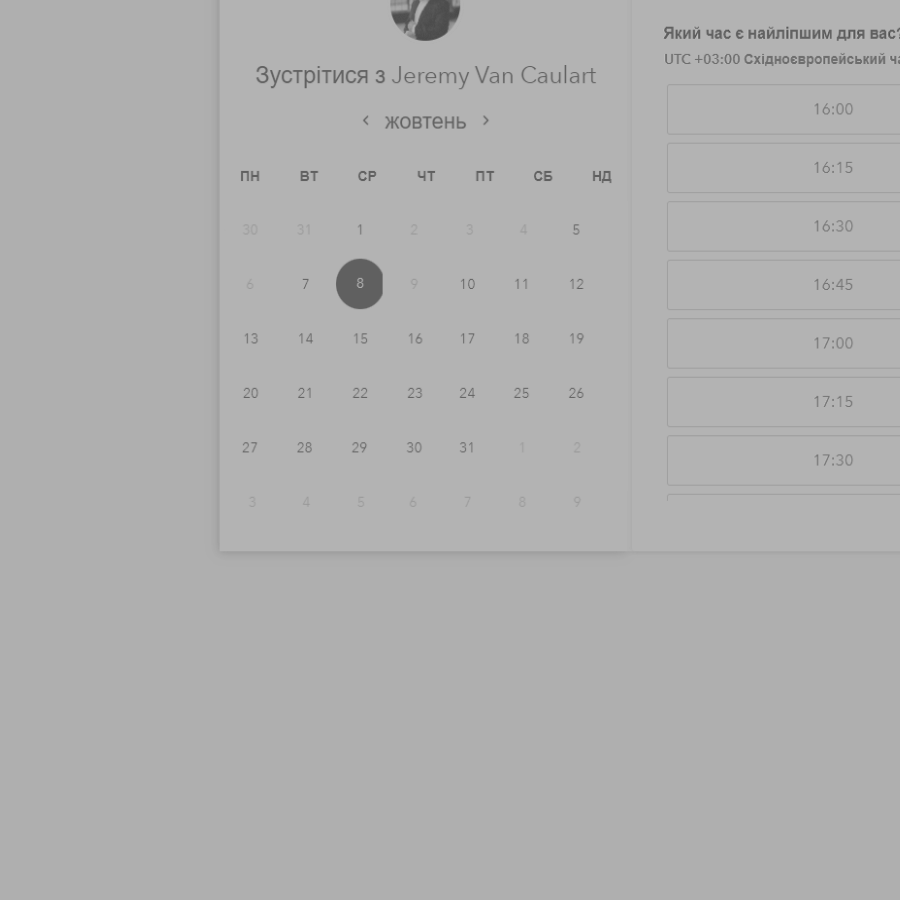 Зустрітися з Jeremy Van Caulart
жовтень
ПН ВТ СР ЧТ ПТ СБ НД
30 31 1 2 3 4 5
6 7 8 9 10 11 12
13 14 15 16 17 18 19
20 21 22 23 24 25 26
27 28 29 30 31 1 2
3 4 5 6 7 8 9
Який час є найліпшим для вас?
UTC +03:00 Східноєвропейський
16:00
16:15
16:30
16:45
17:00
17:15
17:30